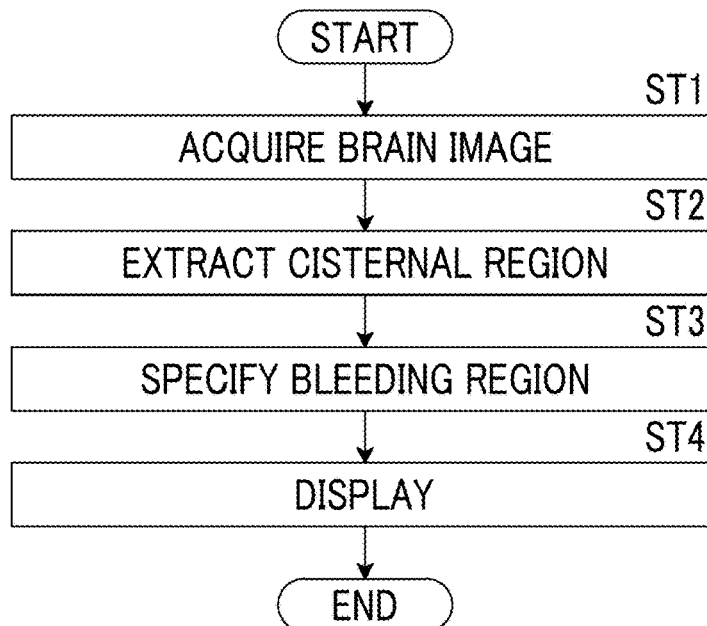 START
ST1
ACQUIRE BRAIN IMAGE
ST2
EXTRACT CISTERNAL REGION
ST3
SPECIFY BLEEDING REGION
ST4
DISPLAY
END